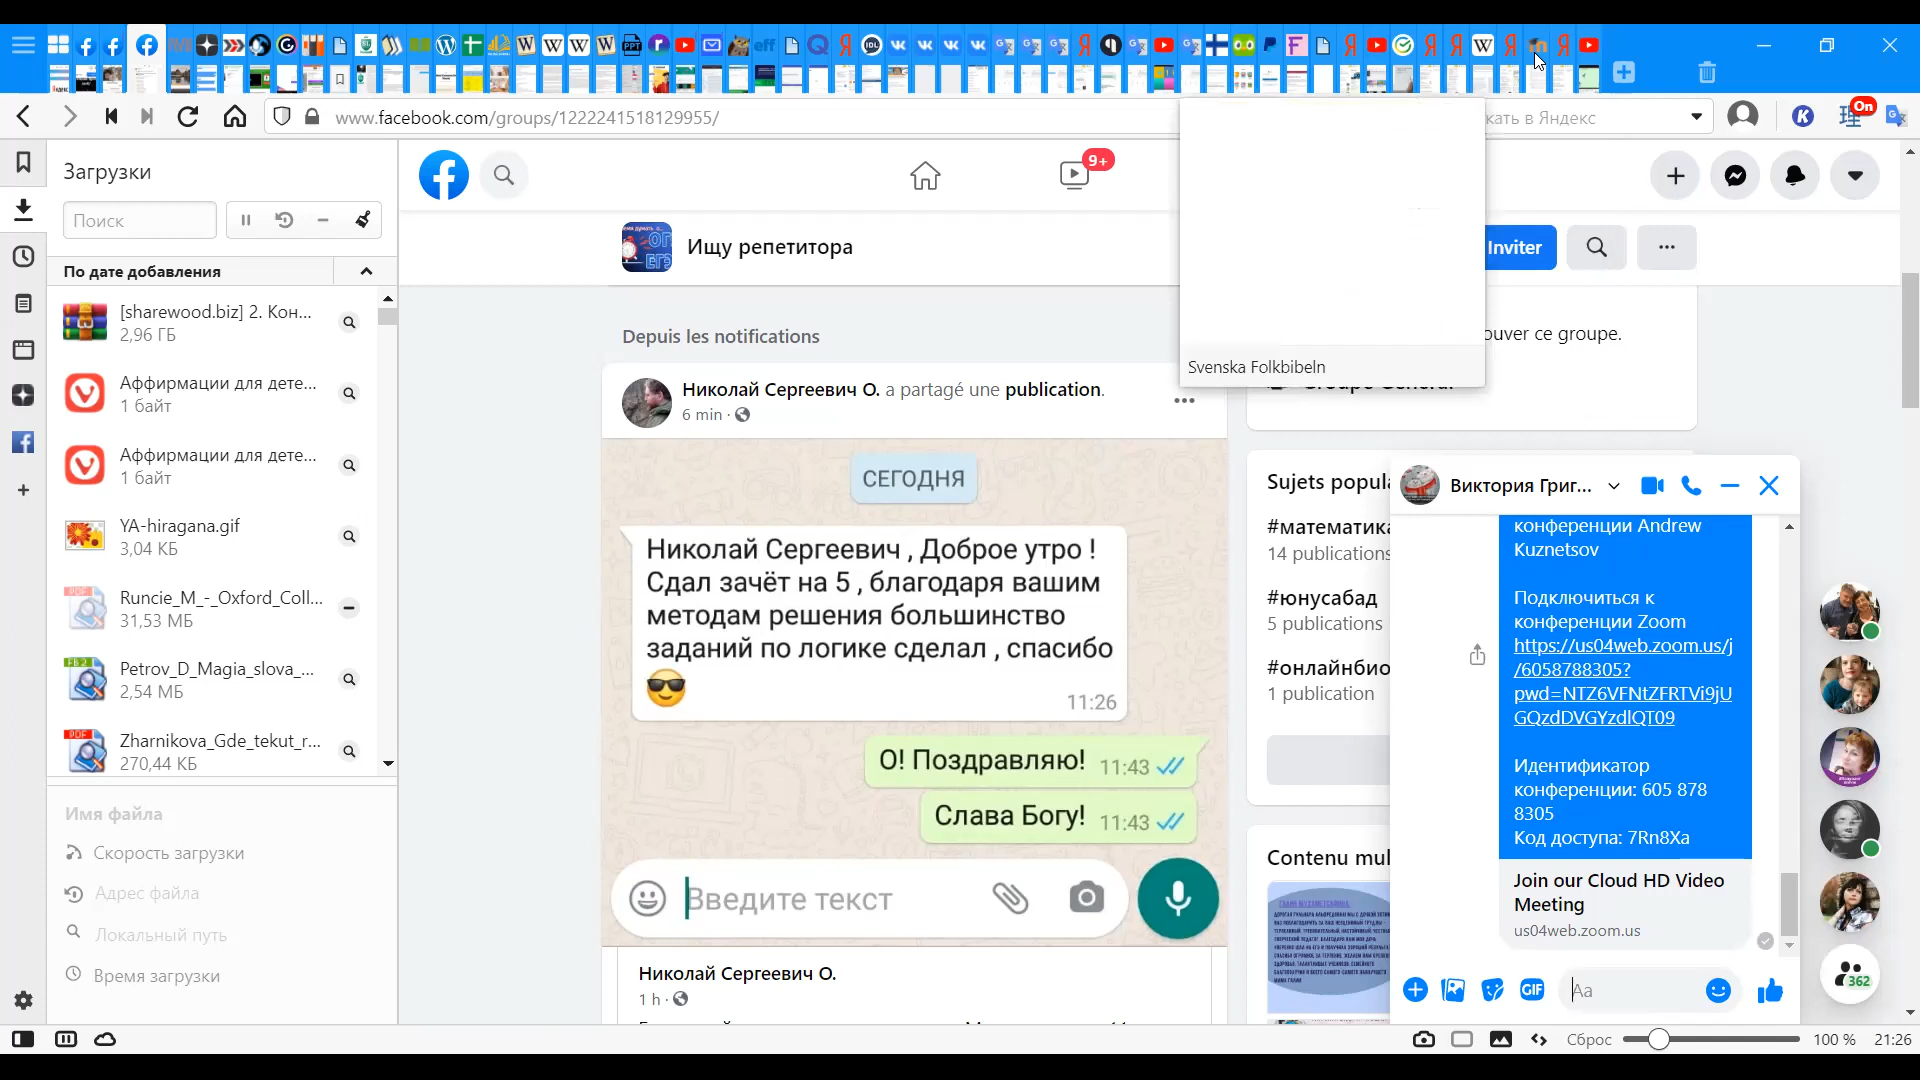 www.facebook.com/groups/1222241518129955/
кать в Яндекс
On
Загрузки
Поиск
По дате добавления
[sharewood.biz] 2. Кон...
2,96 ГБ
Аффирмации для дете...
1 байт
Аффирмации для дете...
1 байт
YA-hiragana.gif
3,04 КБ
Runcie_M_-_Oxford_Coll...
31,53 МБ
Petrov_D_Magia_slova_...
2,54 МБ
Zharnikova_Gde_tekut_r...
270,44 КБ
Имя файла
Скорость загрузки
Адрес файла
Локальный путь
Время загрузки
9+
Ищу репетитора
Inviter
Depuis les notifications
Николай Сергеевич О. a partagé une publication.
6 min
СЕГОДНЯ
Николай Сергеевич , Доброе утро !
Сдал зачёт на 5 , благодаря вашим
методам решения большинство
заданий по логике сделал , спасибо
😎
11:26
О! Поздравляю! 11:43
Слава Богу! 11:43
Введите текст
Николай Сергеевич О.
1 h
Svenska Folkbibeln
ouver ce groupe.
Sujets popula
#математика
14 publications
#юнусабад
5 publications
#онлайнбио
1 publication
Contenu mul
Виктория Григ...
конференции Andrew
Kuznetsov
Подключиться к
конференции Zoom
https://us04web.zoom.us/j
/6058788305?
pwd=NTZ6VFNtZFRTVi9jU
GQzdDVGYzdlQT09
Идентификатор
конференции: 605 878
8305
Код доступа: 7Rn8Xa
Join our Cloud HD Video
Meeting
us04web.zoom.us
GIF
Aa
362
Сброс
100 %
21:26